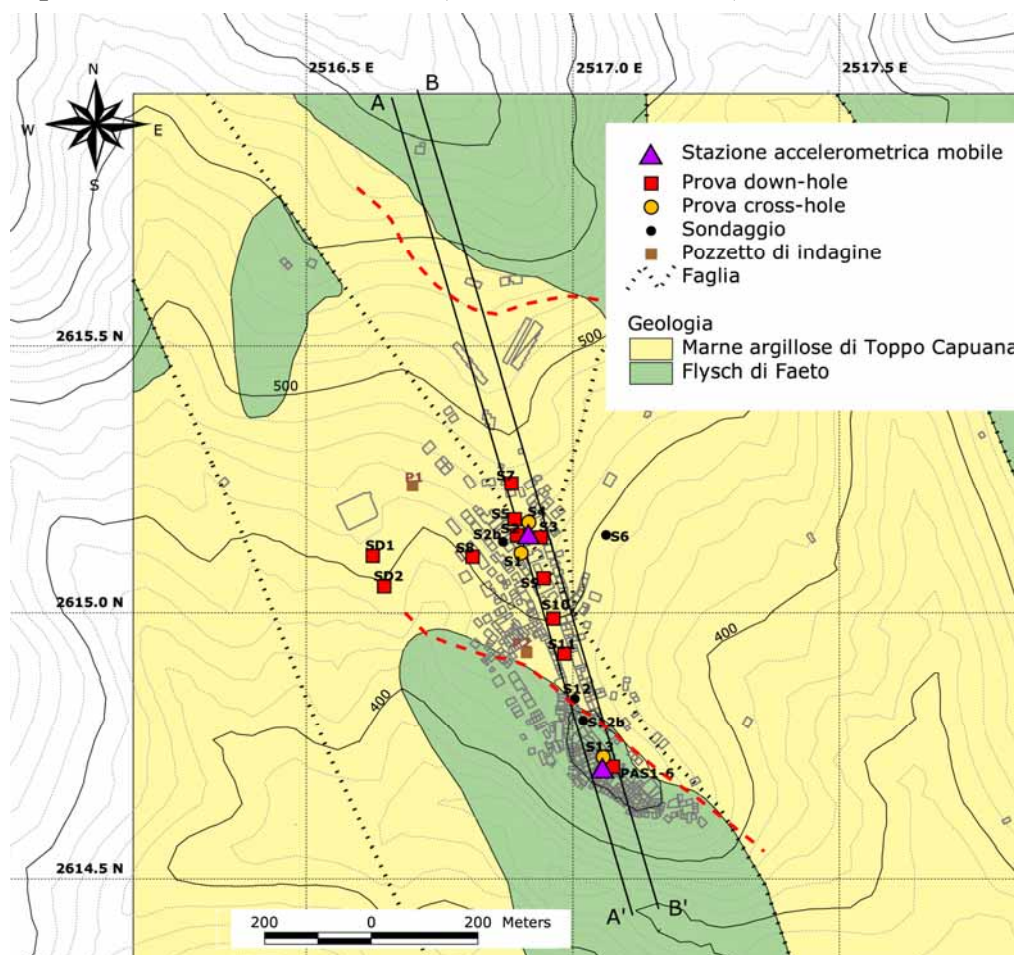 2516.5 E
2517.0 E
2517.5 E
N
W
E
S
A
B
Stazione accelerometrica mobile
Prova down-hole
Prova cross-hole
Sondaggio
Pozzetto di indagine
Faglia
Geologia
Marne argillose di Toppo Capuana
Flysch di Faeto
2615.5 N
500
500
S7
P1
S5
S4
S2b
S3
S6
SD1
S8
S1
SD2
S9
S10
2615.0 N
S11
400
400
S12
S12b
S13
PAS1-6
2614.5 N
A'
B'
200
0
200
Meters